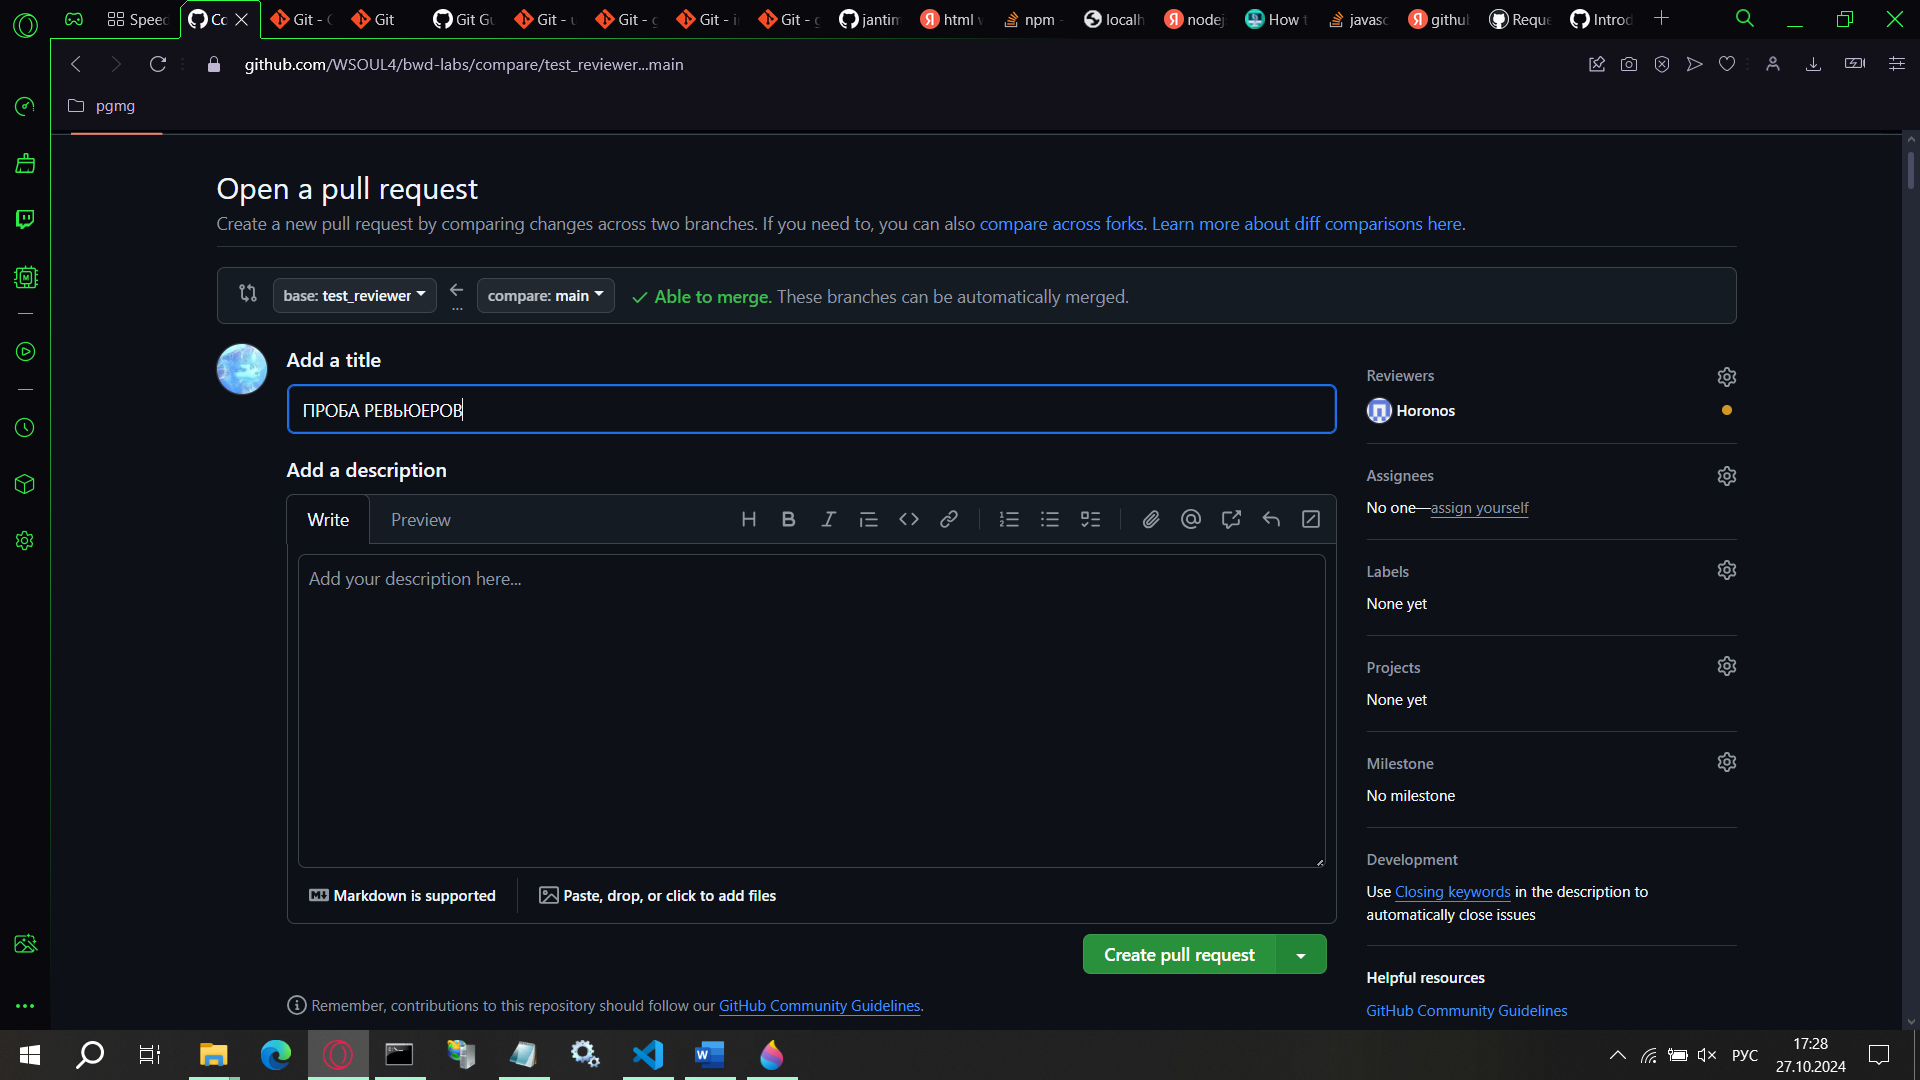 Speed
Co
Git - C
Git
Git Gu
Git - u
Git - g
Git - i
Git - g
jantim
html v
npm -
localh
nodej
How t
javasc
githu
Reque
Introd
github.com/WSOUL4/bwd-labs/compare/test_reviewer...main
pgmg
Open a pull request
Create a new pull request by comparing changes across two branches. If you need to, you can also compare across forks. Learn more about diff comparisons here.
base: test_reviewer
...
compare: main
Able to merge. These branches can be automatically merged.
Add a title
ПРОБА РЕВЬЮЕРОВ
Add a description
Write
Preview
Add your description here...
Markdown is supported
Paste, drop, or click to add files
Create pull request
Remember, contributions to this repository should follow our GitHub Community Guidelines.
Reviewers
Horonos
Assignees
No one—assign yourself
Labels
None yet
Projects
None yet
Milestone
No milestone
Development
Use Closing keywords in the description to
automatically close issues
Helpful resources
GitHub Community Guidelines
РУС
17:28
27.10.2024